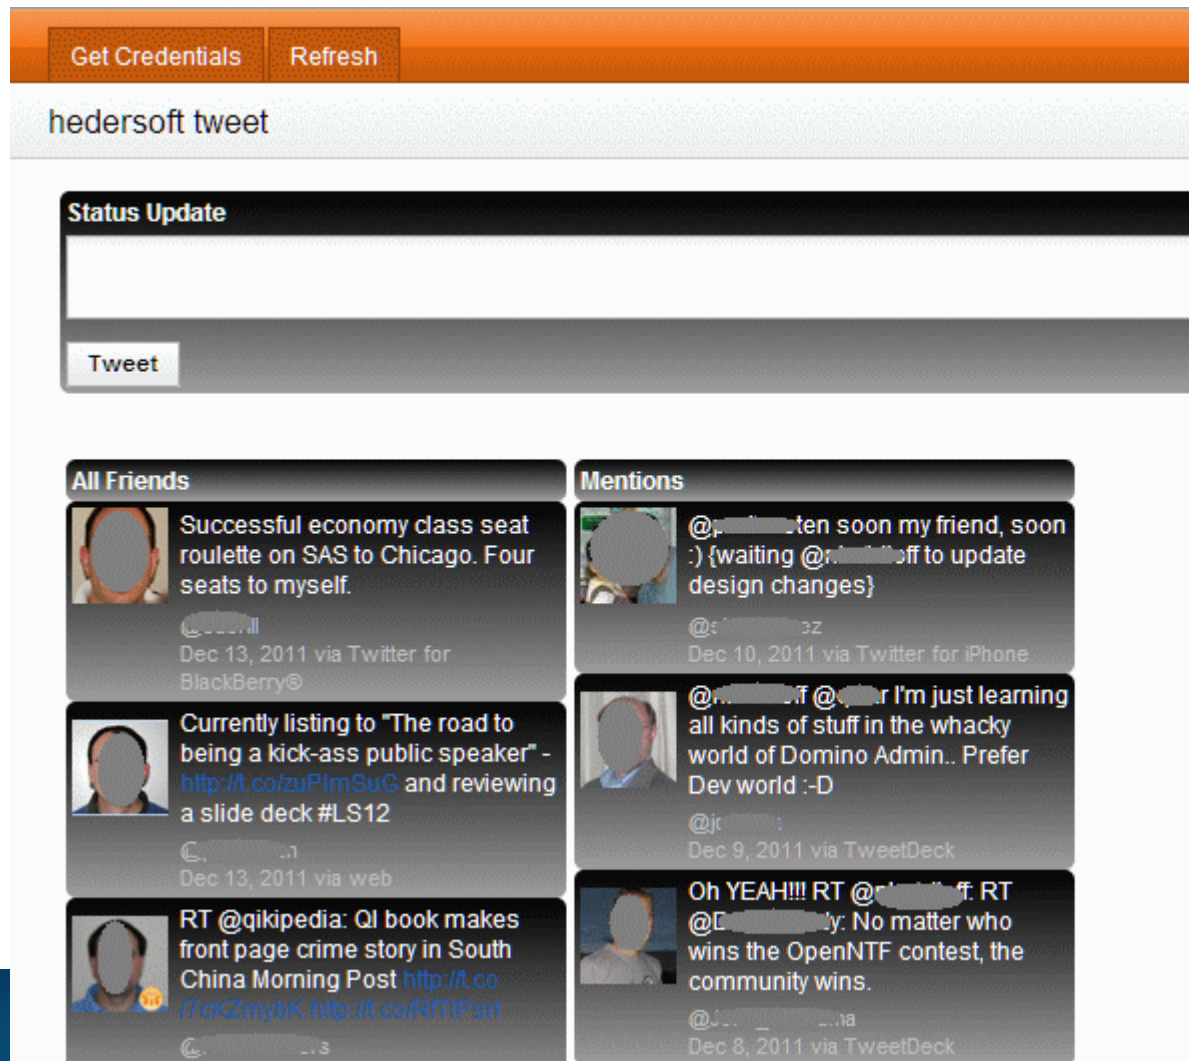 Get Credentials Refresh
hedersoft tweet
Status Update
Tweet
All Friends
Successful economy class seat
roulette on SAS to Chicago. Four
seats to myself.
Dec 13, 2011 via Twitter for
BlackBerry®
Currently listing to "The road to
being a kick-ass public speaker" -
http://t.co/zuPImSuG and reviewing
a slide deck #LS12
Dec 13, 2011 via web
RT @qikipedia: QI book makes
front page crime story in South
China Morning Post http://t.co
/7cKZmybK http://t.co/RfTlPsrl
Mentions
soon my friend, soon
:) {waiting to update
design changes}
Dec 10, 2011 via Twitter for iPhone
I'm just learning
all kinds of stuff in the whacky
world of Domino Admin.. Prefer
Dev world :-D
Dec 9, 2011 via TweetDeck
Oh YEAH!!! RT RT
No matter who
wins the OpenNTF contest, the
community wins.
Dec 8, 2011 via TweetDeck